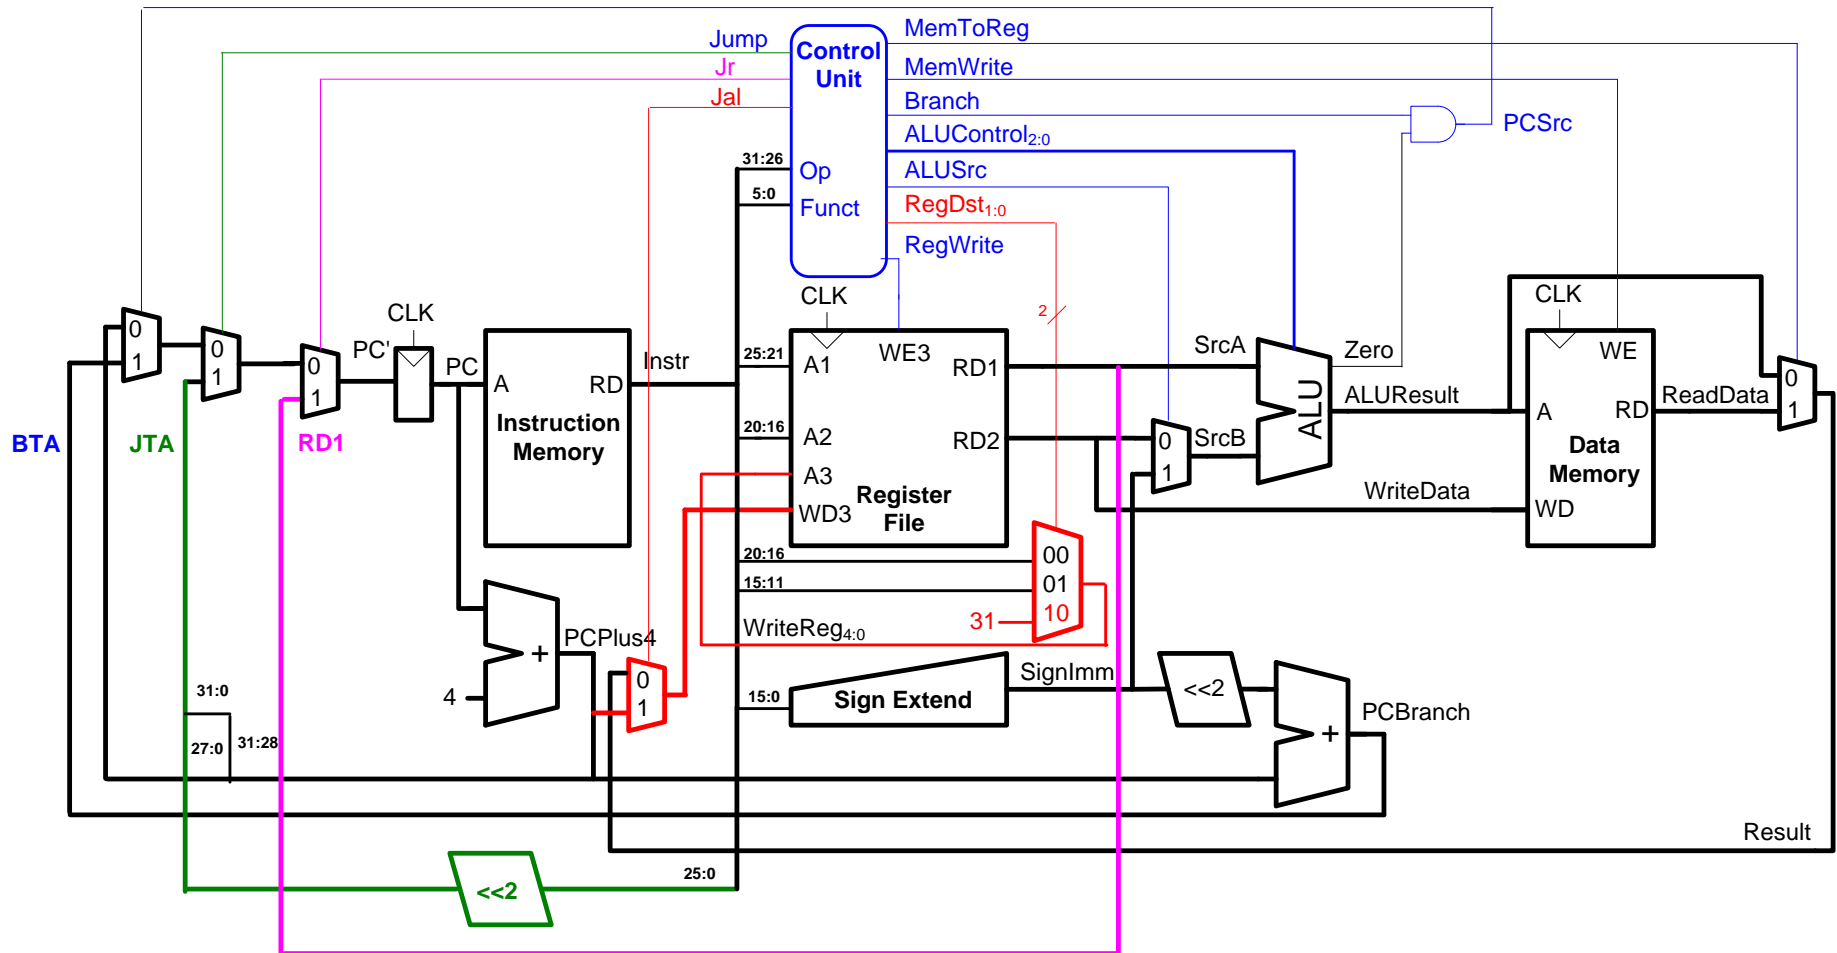 MemToReg
Jump
Control
Unit
Jr
MemWrite
Jal
Branch
PCSrc
ALUControl2:0
31:26
Op
ALUSrc
5:0
Funct
RegDst1:0
RegWrite
CLK
CLK
CLK
2
0
1
0
1
0
1
PC'
PC
A
RD
Instr
Instruction
Memory
25:21
A1
WE3
RD1
20:16
A2
RD2
A3
WD3
Register
File
SrcA
0
1
SrcB
ALU
Zero
ALUResult
WE
A
RD
ReadData
Data
Memory
WD
WriteData
0
1
BTA
JTA
RD1
20:16
00
15:11
01
31
10
WriteReg4:0
PCPlus4
+
4
0
1
15:0
Sign Extend
SignImm
<<2
+
PCBranch
31:0
27:0
31:28
Result
25:0
<<2